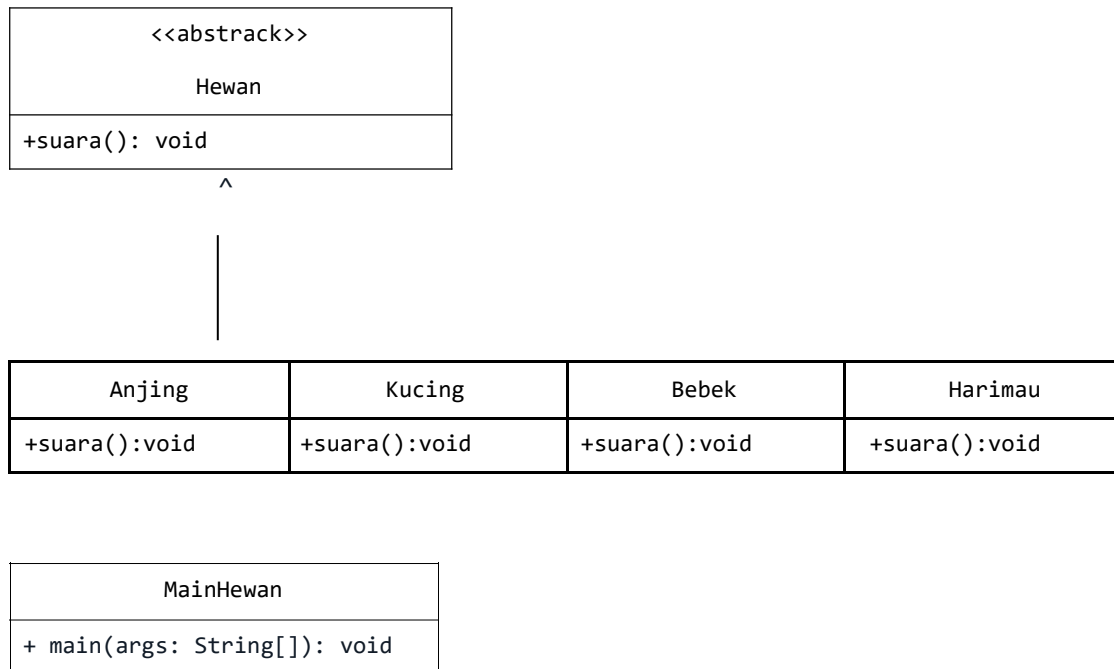 <<abstrack>>
Hewan
+suara(): void
^
Anjing Kucing Bebek Harimau
+suara():void +suara():void +suara():void +suara():void
MainHewan
+ main(args: String[]): void